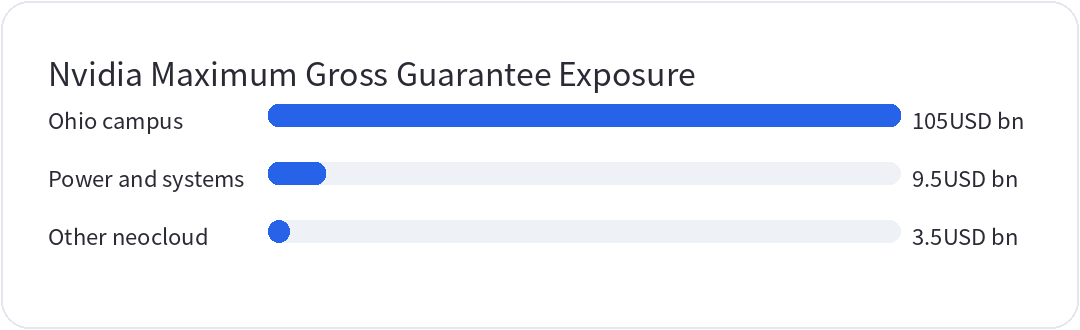 Nvidia Maximum Gross Guarantee Exposure
Ohio campus 105USD bn
Power and systems 9.5USD bn
Other neocloud 3.5USD bn